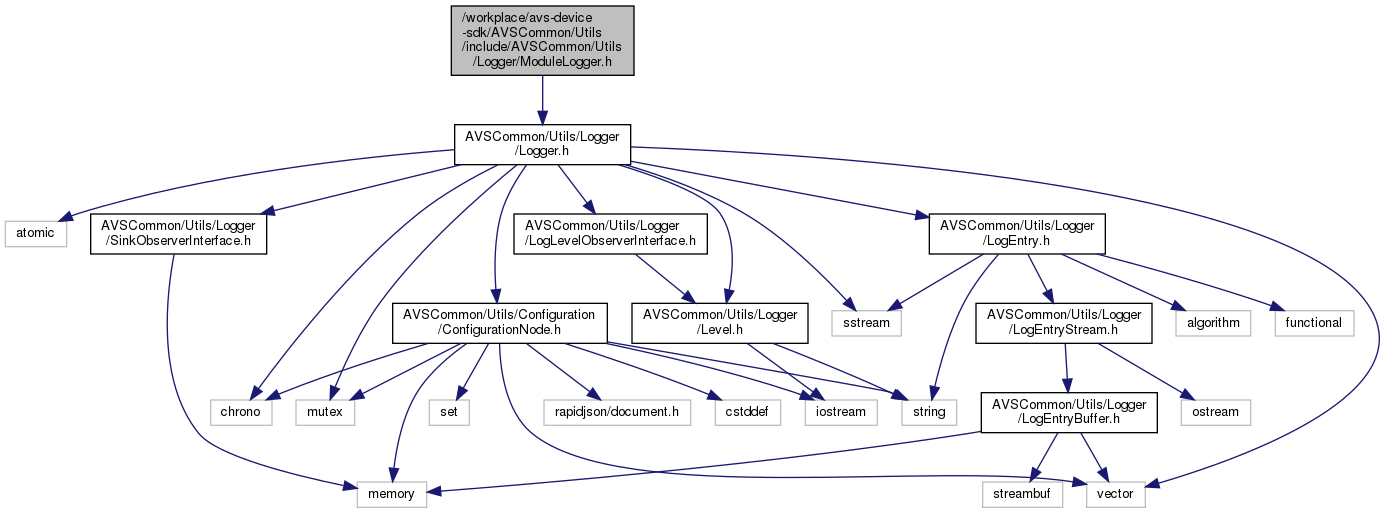 /workplace/avs-device
-sdk/AVSCommon/Utils
/include/AVSCommon/Utils
/Logger/ModuleLogger.h
AVSCommon/Utils/Logger
/Logger.h
atomic
AVSCommon/Utils/Logger
/SinkObserverInterface.h
AVSCommon/Utils/Logger
/LogLevelObserverInterface.h
AVSCommon/Utils/Logger
/LogEntry.h
AVSCommon/Utils/Configuration
/ConfigurationNode.h
AVSCommon/Utils/Logger
/Level.h
sstream
AVSCommon/Utils/Logger
/LogEntryStream.h
algorithm
functional
chrono
mutex
set
rapidjson/document.h
cstddef
iostream
string
AVSCommon/Utils/Logger
/LogEntryBuffer.h
ostream
memory
streambuf
vector